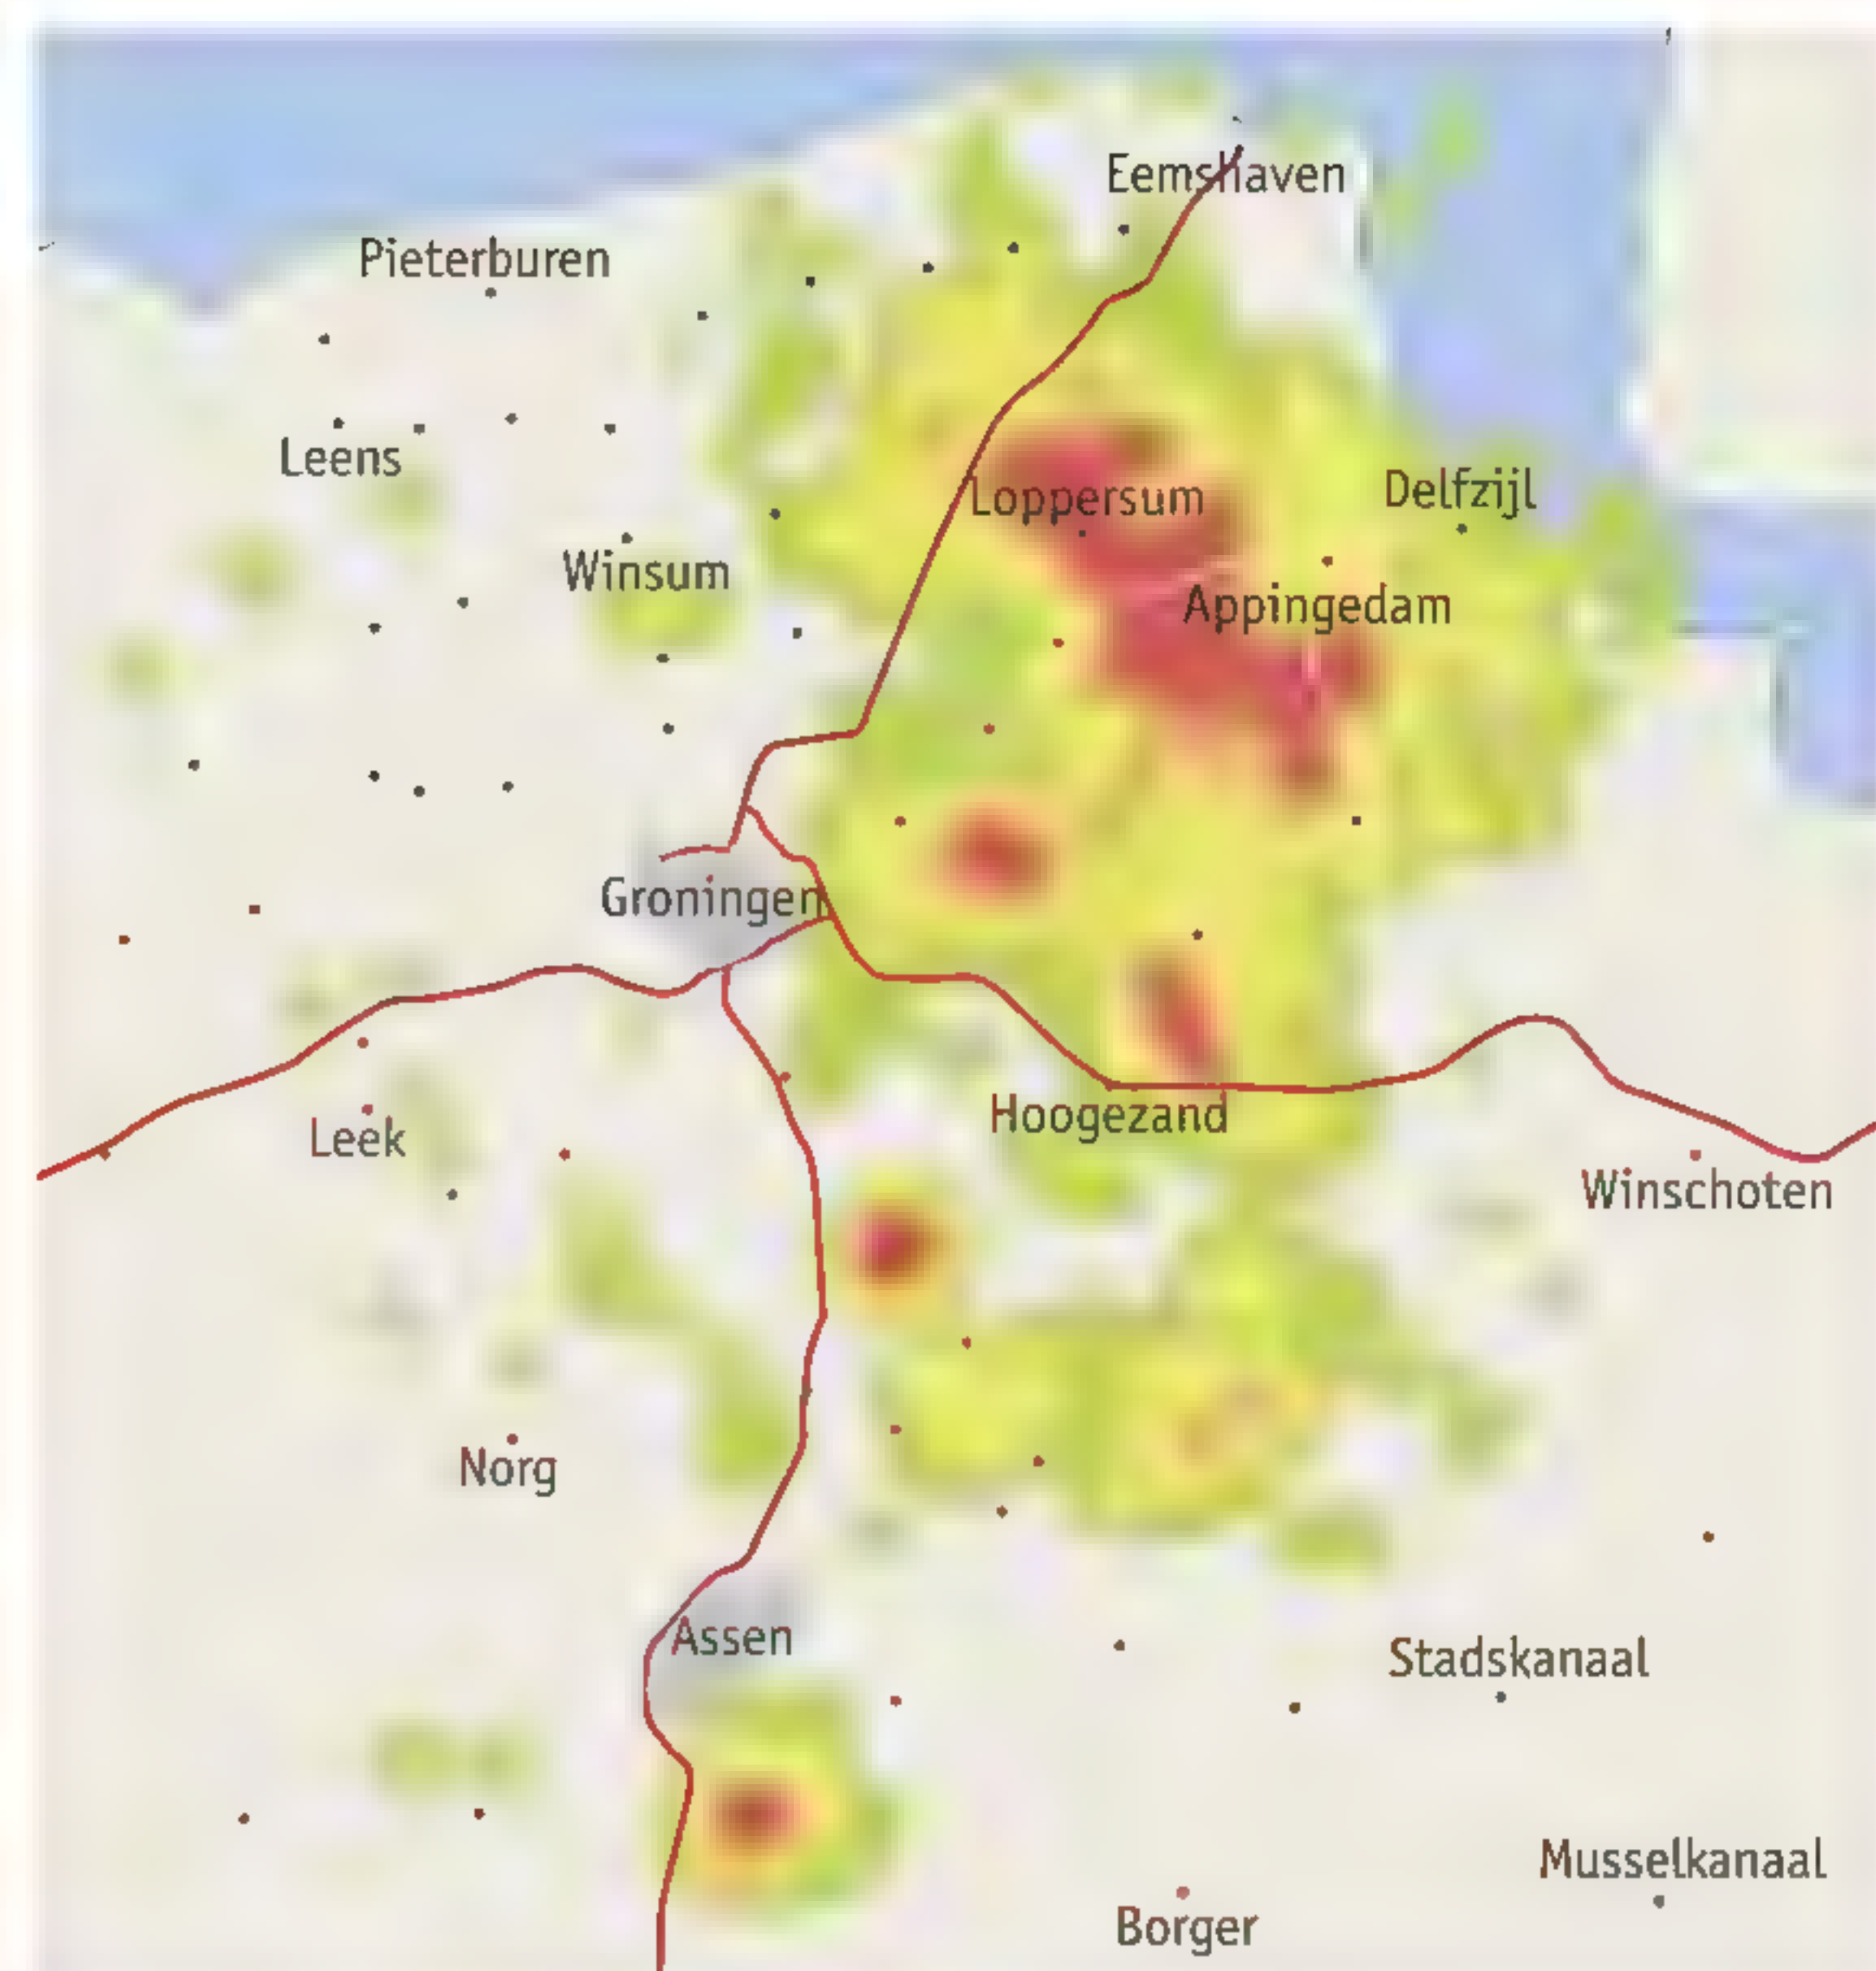 Eemshaven
Pieterburen
Leens
Loppersum
Delfzijl
Winsum
Appingedam
Groningen
Hoogezand
Leek
Winschoten
Norg
Assen
Stadskanaal
Musselkanaal
Borger